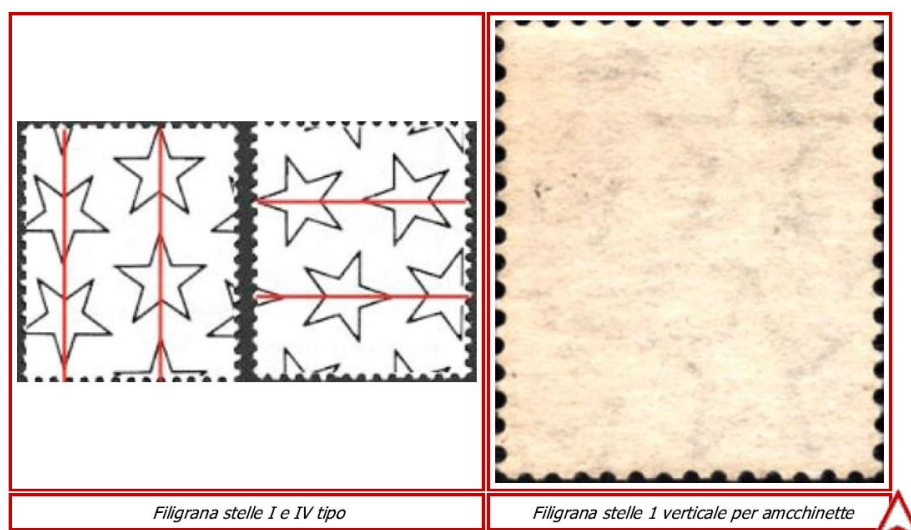 Filigrana stelle I e IV tipo
Filigrana stelle 1 verticale per amcchinette